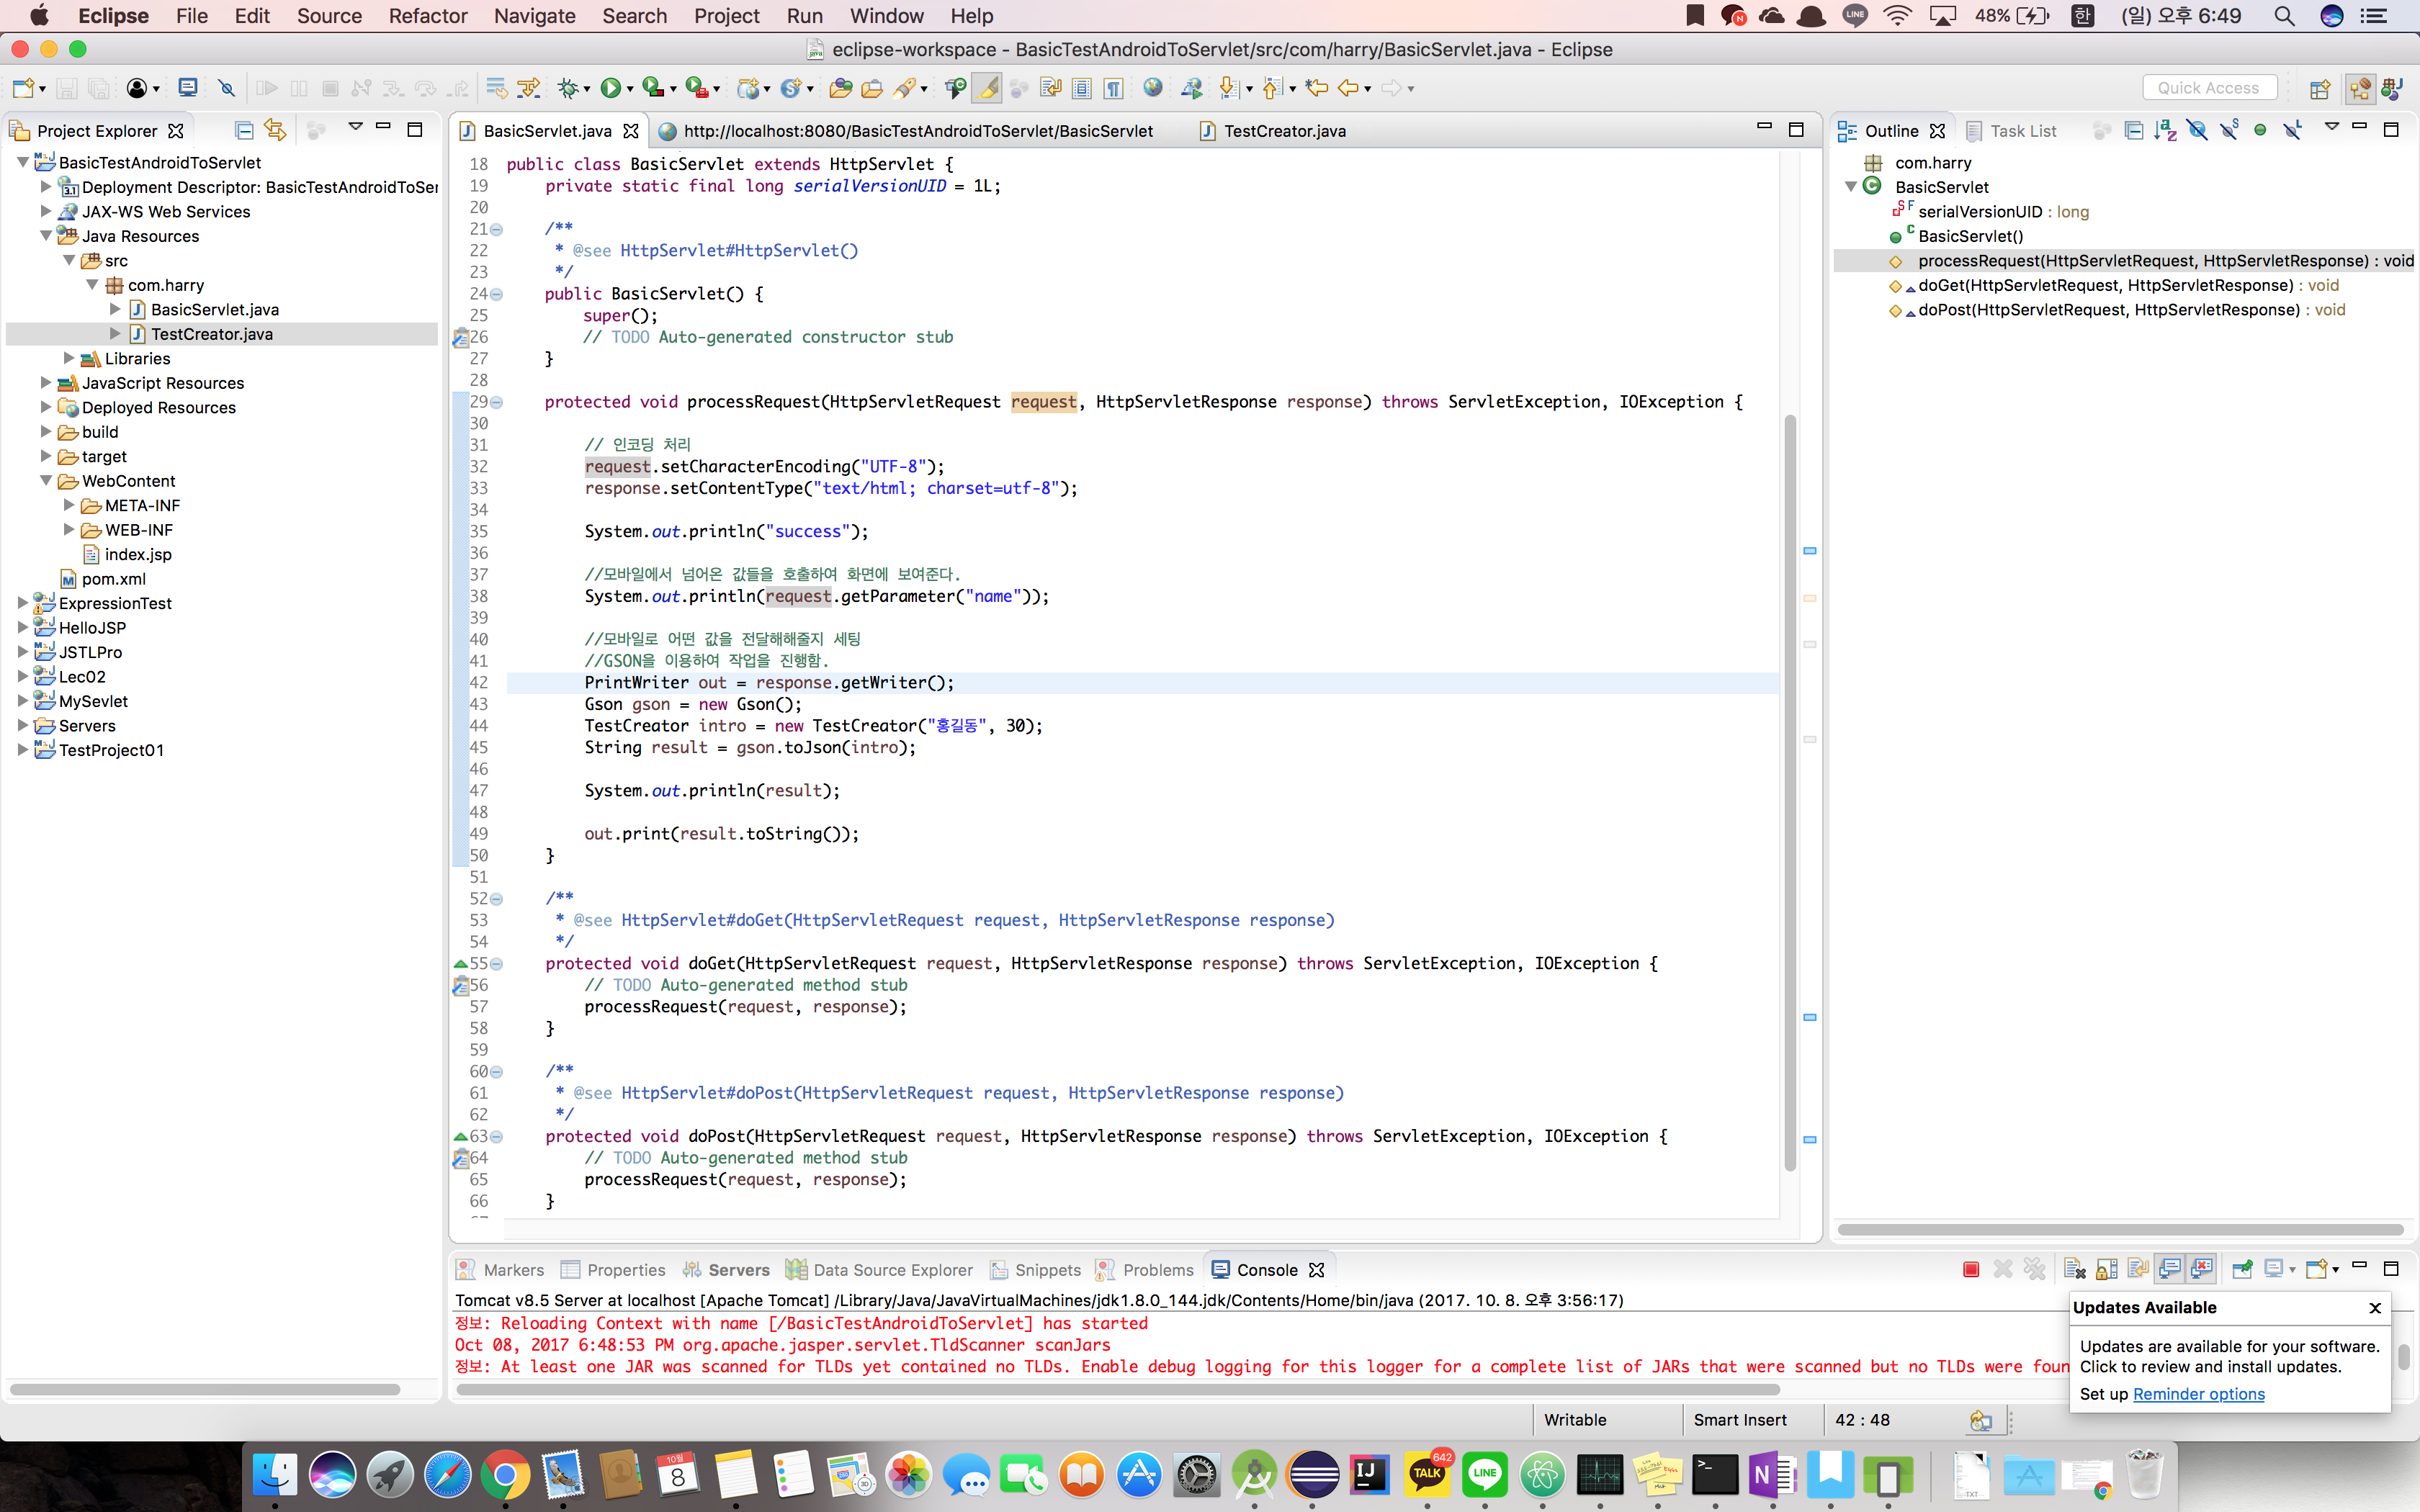 Eclipse File Edit Source Refactor Navigate Search Project Run Window Help 48% 한 (일) 오후 6:49
eclipse-workspace - BasicTestAndroidToServlet/src/com/harry/BasicServlet.java - Eclipse
Quick Access
Project Explorer
BasicTestAndroidToServlet
Deployment Descriptor: BasicTestAndroidToSer
JAX-WS Web Services
Java Resources
src
com.harry
BasicServlet.java
TestCreator.java
Libraries
JavaScript Resources
Deployed Resources
build
target
WebContent
META-INF
WEB-INF
index.jsp
pom.xml
ExpressionTest
HelloJSP
JSTLPro
Lec02
MySevlet
Servers
TestProject01
BasicServlet.java http://localhost:8080/BasicTestAndroidToServlet/BasicServlet TestCreator.java
18 public class BasicServlet extends HttpServlet {
19 private static final long serialVersionUID = 1L;
20
21 /**
22 * @see HttpServlet#HttpServlet()
23 */
24 public BasicServlet() {
25 super();
26 // TODO Auto-generated constructor stub
27 }
28
29 protected void processRequest(HttpServletRequest request, HttpServletResponse response) throws ServletException, IOException {
30
31 // 인코딩 처리
32 request.setCharacterEncoding("UTF-8");
33 response.setContentType("text/html; charset=utf-8");
34
35 System.out.println("success");
36
37 //모바일에서 넘어온 값들을 호출하여 화면에 보여준다.
38 System.out.println(request.getParameter("name"));
39
40 //모바일로 어떤 값을 전달해해줄지 세팅
41 //GSON을 이용하여 작업을 진행함.
42 PrintWriter out = response.getWriter();
43 Gson gson = new Gson();
44 TestCreator intro = new TestCreator("홍길동", 30);
45 String result = gson.toJson(intro);
46
47 System.out.println(result);
48
49 out.print(result.toString());
50 }
51
52 /**
53 * @see HttpServlet#doGet(HttpServletRequest request, HttpServletResponse response)
54 */
55 protected void doGet(HttpServletRequest request, HttpServletResponse response) throws ServletException, IOException {
56 // TODO Auto-generated method stub
57 processRequest(request, response);
58 }
59
60 /**
61 * @see HttpServlet#doPost(HttpServletRequest request, HttpServletResponse response)
62 */
63 protected void doPost(HttpServletRequest request, HttpServletResponse response) throws ServletException, IOException {
64 // TODO Auto-generated method stub
65 processRequest(request, response);
66 }
Outline Task List
com.harry
BasicServlet
serialVersionUID : long
BasicServlet()
processRequest(HttpServletRequest, HttpServletResponse) : void
doGet(HttpServletRequest, HttpServletResponse) : void
doPost(HttpServletRequest, HttpServletResponse) : void
Markers Properties Servers Data Source Explorer Snippets Problems Console
Tomcat v8.5 Server at localhost [Apache Tomcat] /Library/Java/JavaVirtualMachines/jdk1.8.0_144.jdk/Contents/Home/bin/java (2017. 10. 8. 오후 3:56:17)
정보: Reloading Context with name [/BasicTestAndroidToServlet] has started
Oct 08, 2017 6:48:53 PM org.apache.jasper.servlet.TldScanner scanJars
정보: At least one JAR was scanned for TLDs yet contained no TLDs. Enable debug logging for this logger for a complete list of JARs that were scanned but no TLDs were foun
Updates Available
Updates are available for your software.
Click to review and install updates.
Set up Reminder options
Writable Smart Insert 42 : 48
10월
8
IJ
TALK
642
LINE
N
TXT